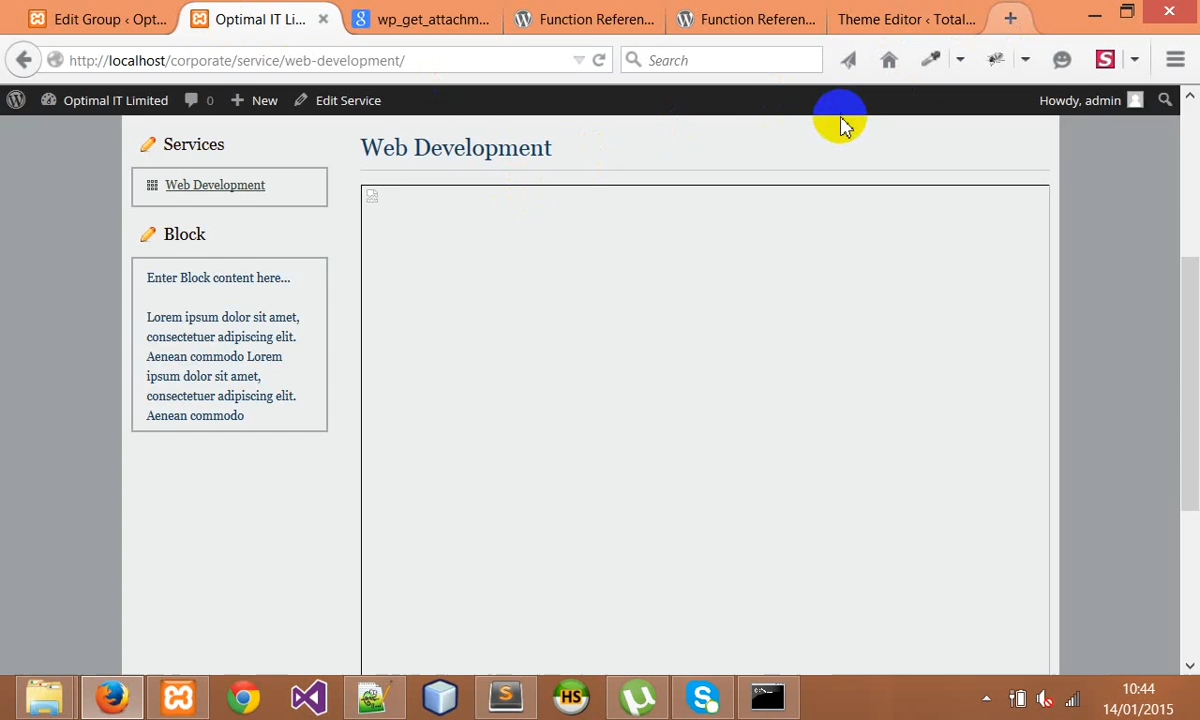 Edit Group ‹ Opt...
Optimal IT Li...
wp_get_attachm...
Function Referen...
Function Referen...
Theme Editor ‹ Total...
http://localhost/corporate/service/web-development/
Search
Optimal IT Limited
0
New
Edit Service
Howdy, admin
Services
Web Development
Block
Enter Block content here...
Lorem ipsum dolor sit amet,
consectetuer adipiscing elit.
Aenean commodo Lorem
ipsum dolor sit amet,
consectetuer adipiscing elit.
Aenean commodo
Web Development
HS
10:44
14/01/2015